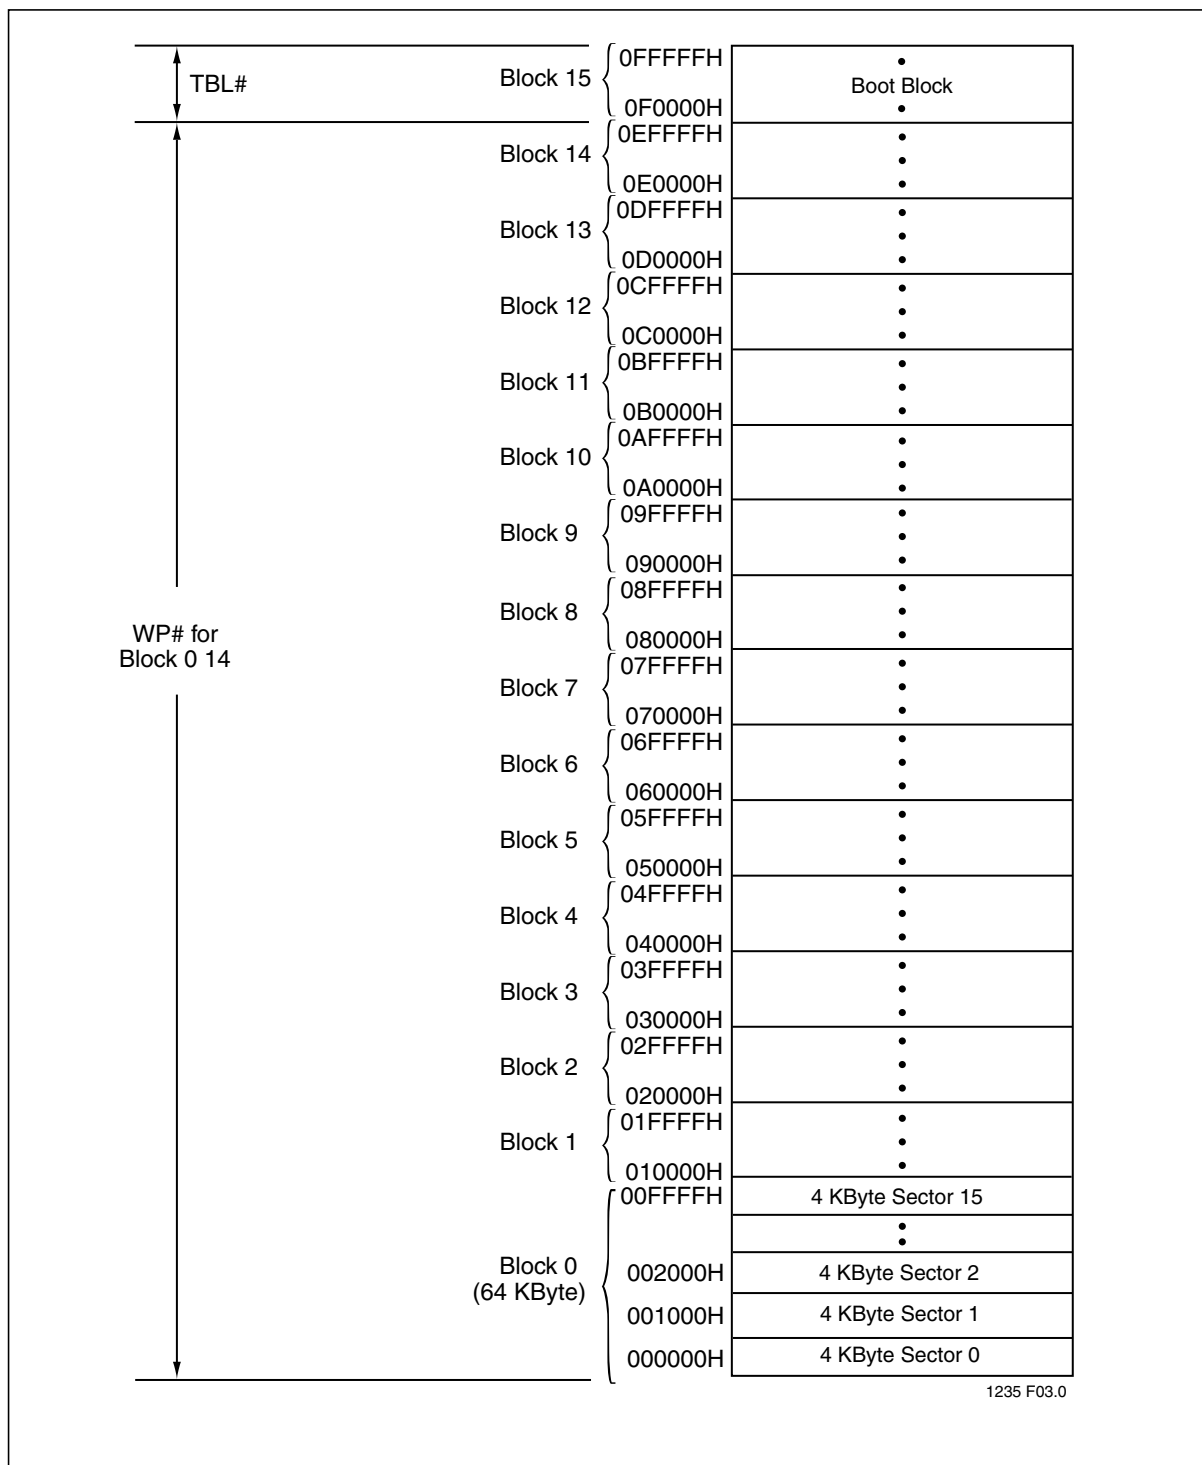 TBL#
Block 15
0FFFFFH
Boot Block
0F0000H
Block 14
0EFFFFH
0E0000H
Block 13
0DFFFFH
0D0000H
Block 12
0CFFFFH
0C0000H
Block 11
0BFFFFH
0B0000H
Block 10
0AFFFFH
0A0000H
Block 9
09FFFFH
090000H
Block 8
08FFFFH
080000H
WP# for
Block 0 14
Block 7
07FFFFH
070000H
Block 6
06FFFFH
060000H
Block 5
05FFFFH
050000H
Block 4
04FFFFH
040000H
Block 3
03FFFFH
030000H
Block 2
02FFFFH
020000H
Block 1
01FFFFH
010000H
00FFFFH
4 KByte Sector 15
Block 0
(64 KByte)
002000H
4 KByte Sector 2
001000H
4 KByte Sector 1
000000H
4 KByte Sector 0
1235 F03.0